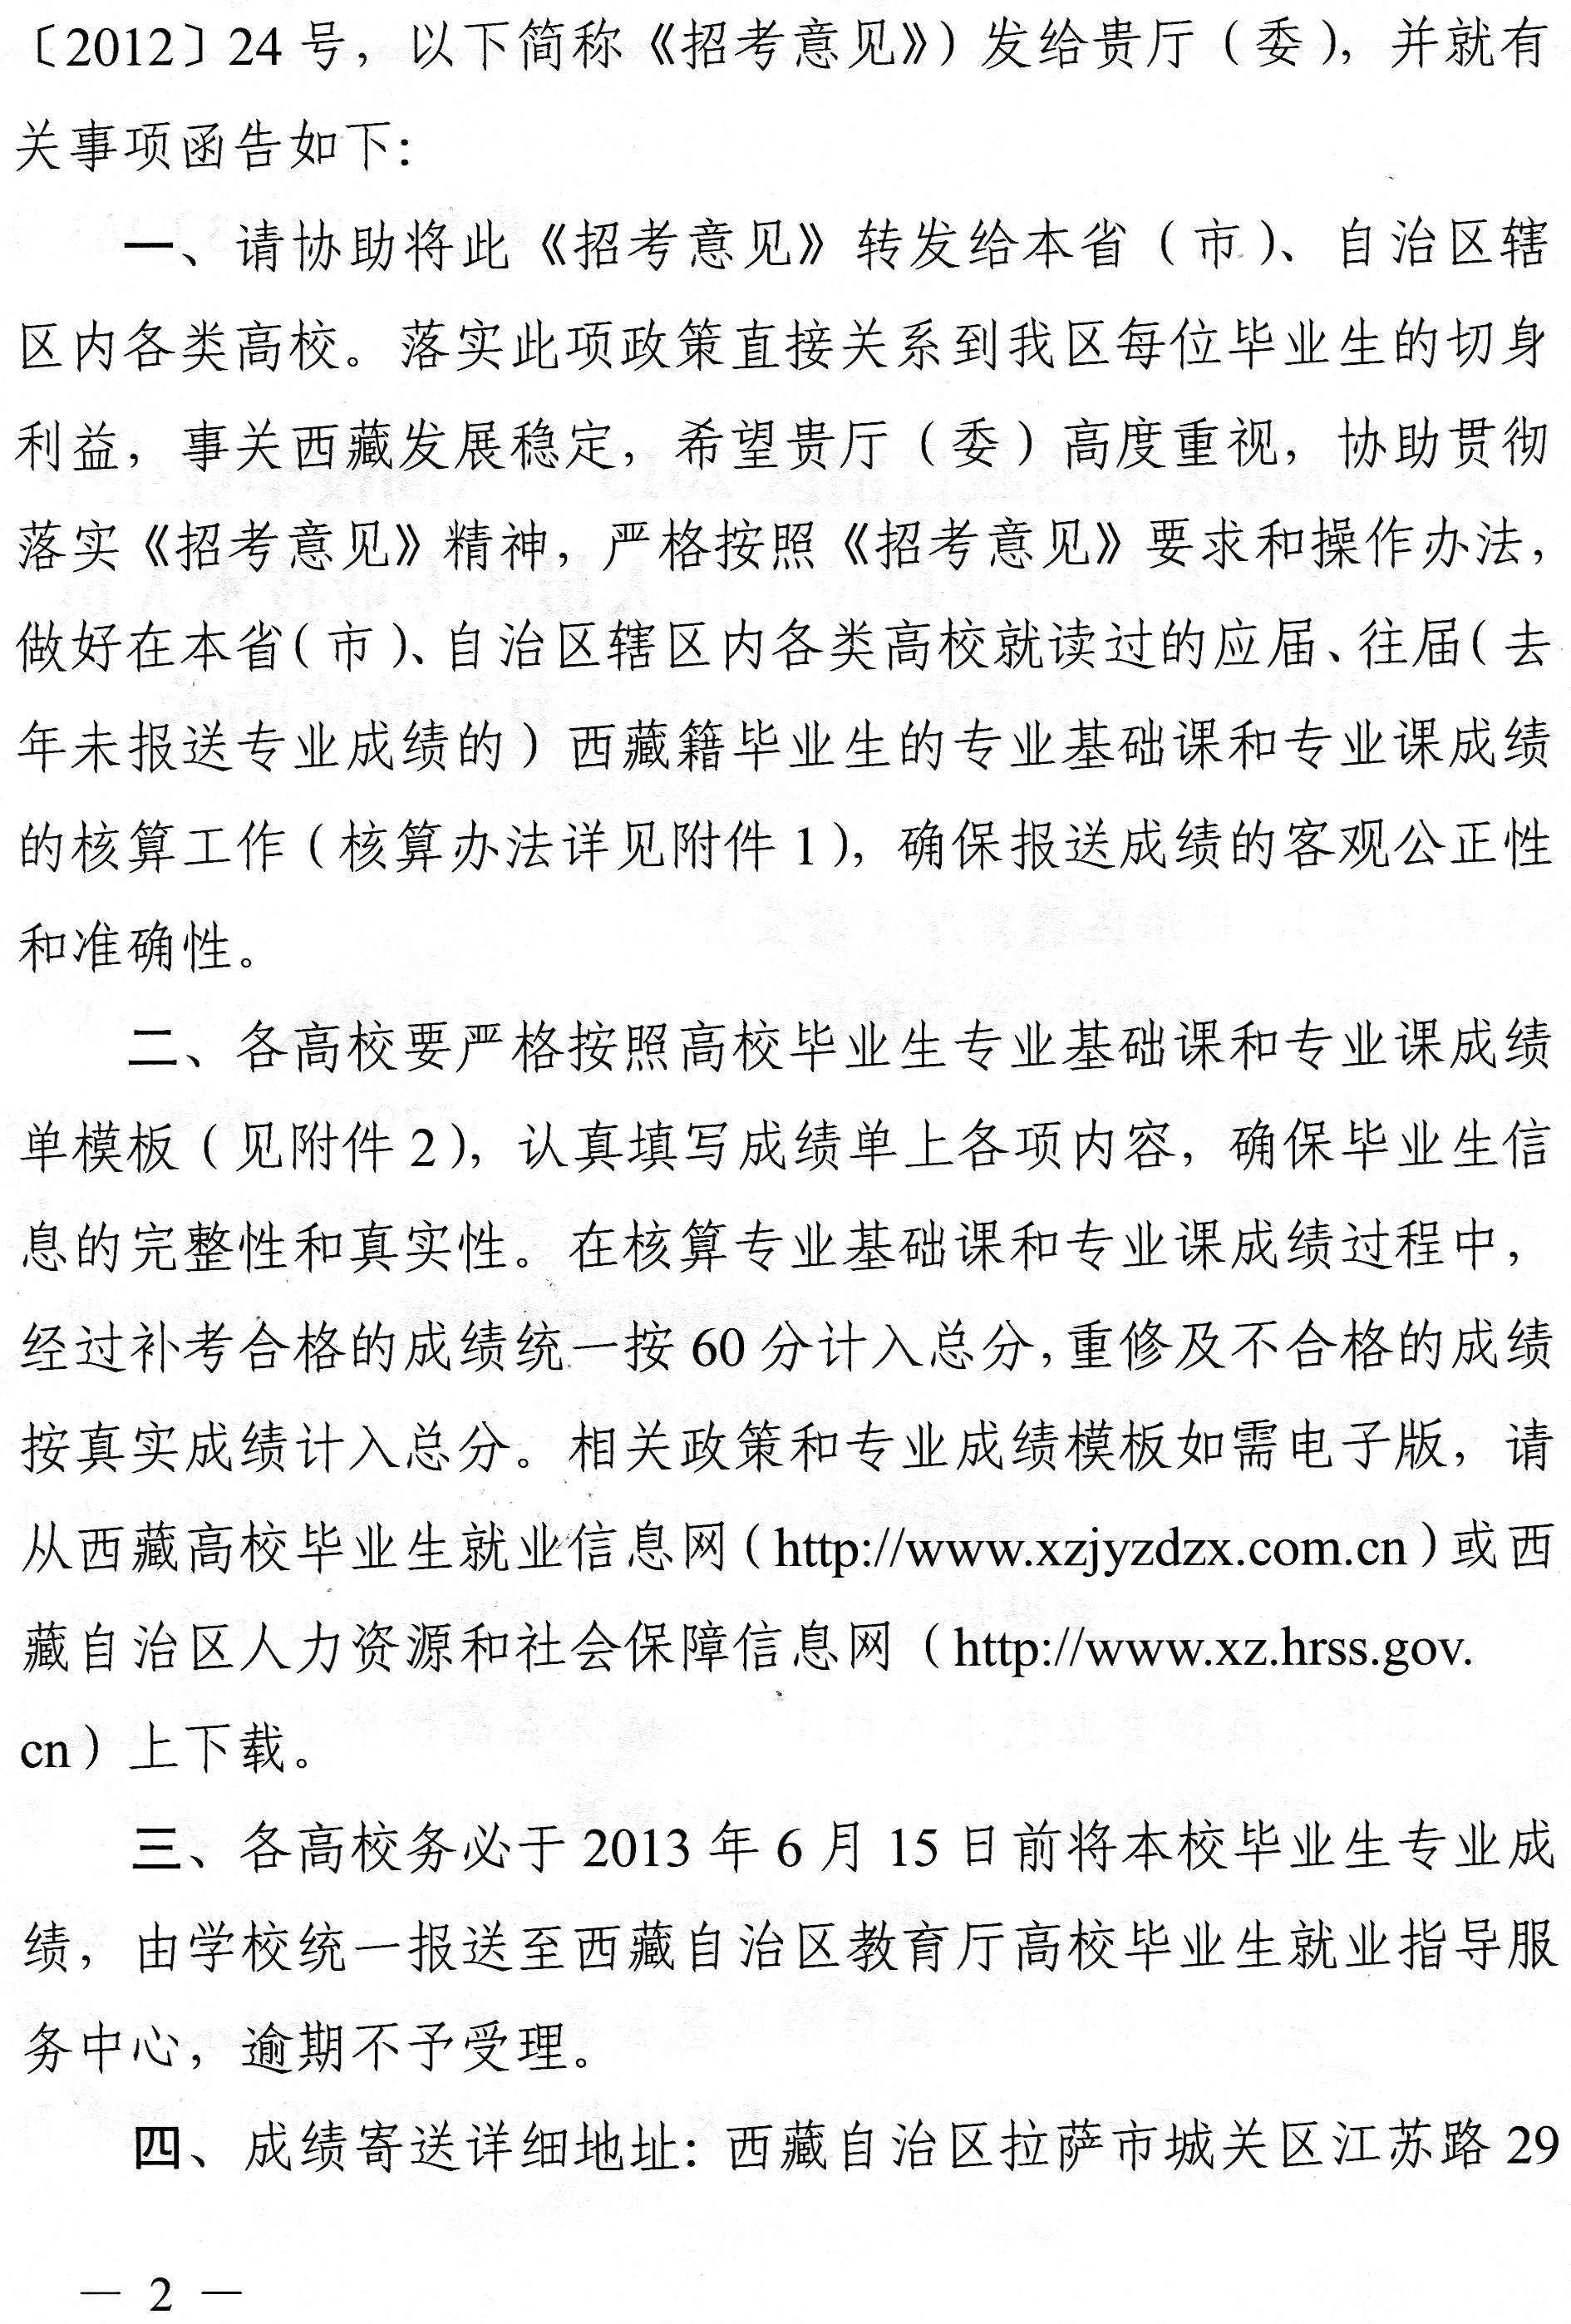 〔2012〕24 号，以下简称《招考意见》）发给贵厅（委），并就有
关事项函告如下：
一、请协助将此《招考意见》转发给本省（市）、自治区辖
区内各类高校。落实此项政策直接关系到我区每位毕业生的切身
利益，事关西藏发展稳定，希望贵厅（委）高度重视，协助贯彻
落实《招考意见》精神，严格按照《招考意见》要求和操作办法，
做好在本省（市）、自治区辖区内各类高校就读过的应届、往届（去
年未报送专业成绩的）西藏籍毕业生的专业基础课和专业课成绩
的核算工作（核算办法详见附件 1），确保报送成绩的客观公正性
和准确性。
二、各高校要严格按照高校毕业生专业基础课和专业课成绩
单模板（见附件 2），认真填写成绩单上各项内容，确保毕业生信
息的完整性和真实性。在核算专业基础课和专业课成绩过程中，
经过补考合格的成绩统一按 60 分计入总分，重修及不合格的成绩
按真实成绩计入总分。相关政策和专业成绩模板如需电子版，请
从西藏高校毕业生就业信息网（http://www.xzjyzdzx.com.cn）或西
藏自治区人力资源和社会保障信息网（http://www.xz.hrss.gov.
cn）上下载。
三、各高校务必于 2013 年 6 月 15 日前将本校毕业生专业成
绩，由学校统一报送至西藏自治区教育厅高校毕业生就业指导服
务中心，逾期不予受理。
四、成绩寄送详细地址：西藏自治区拉萨市城关区江苏路 29
— 2 —